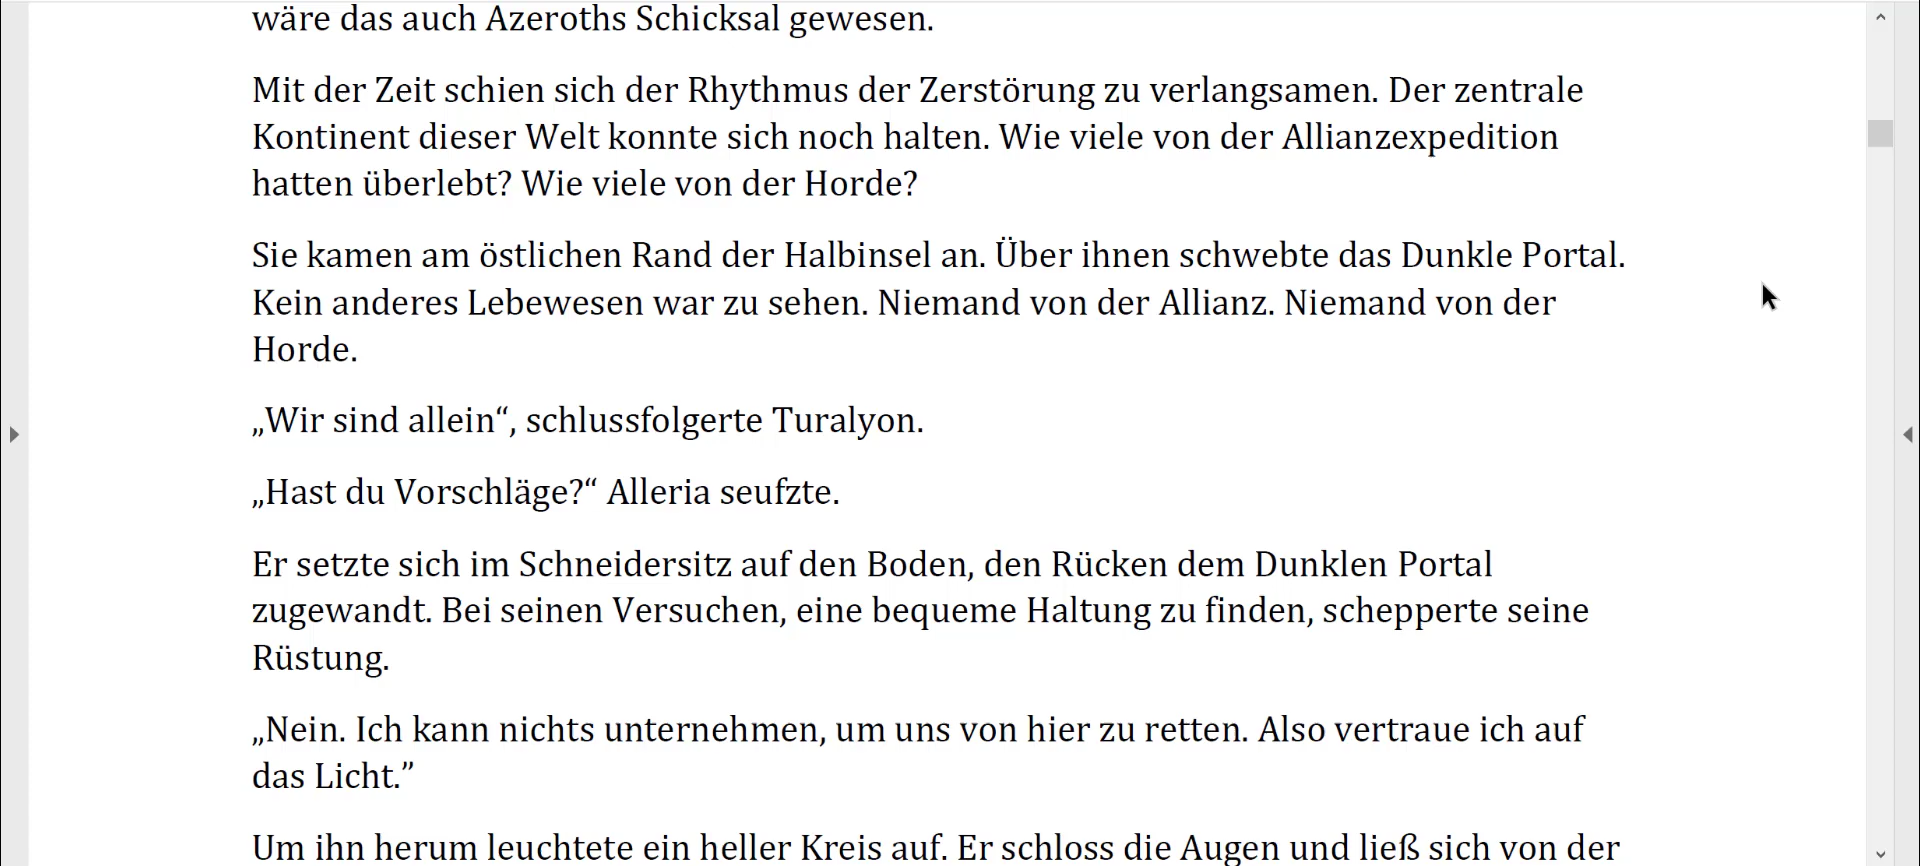 wäre das auch Azeroths Schicksal gewesen.
Mit der Zeit schien sich der Rhythmus der Zerstörung zu verlangsamen. Der zentrale
Kontinent dieser Welt konnte sich noch halten. Wie viele von der Allianzexpedition
hatten überlebt? Wie viele von der Horde?
Sie kamen am östlichen Rand der Halbinsel an. Über ihnen schwebte das Dunkle Portal.
Kein anderes Lebewesen war zu sehen. Niemand von der Allianz. Niemand von der
Horde.
„Wir sind allein“, schlussfolgerte Turalyon.
„Hast du Vorschläge?“ Alleria seufzte.
Er setzte sich im Schneidersitz auf den Boden, den Rücken dem Dunklen Portal
zugewandt. Bei seinen Versuchen, eine bequeme Haltung zu finden, schepperte seine
Rüstung.
„Nein. Ich kann nichts unternehmen, um uns von hier zu retten. Also vertraue ich auf
das Licht.”
Um ihn herum leuchtete ein heller Kreis auf. Er schloss die Augen und ließ sich von der